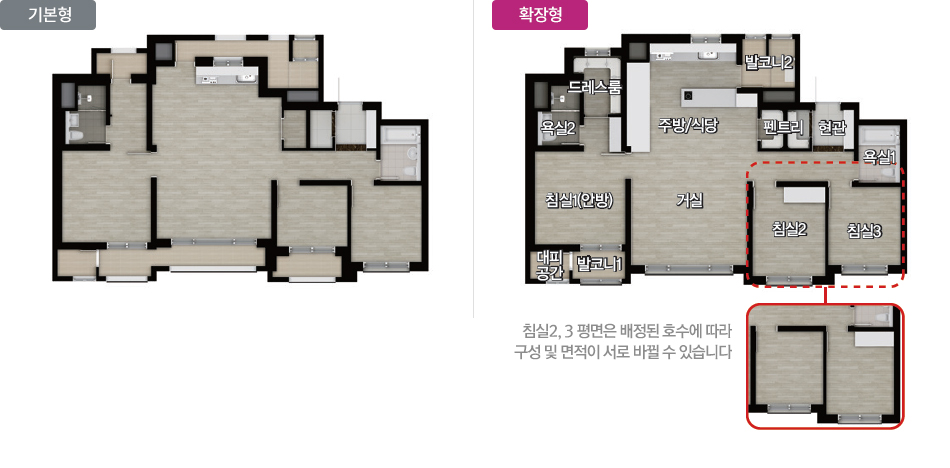 기본형
확장형
발코니2
드레스룸
욕실2
주방/식당
펜트리
현관
욕실1
침실1(안방)
거실
침실2
침실3
대피
공간
발코니1
침실2, 3 평면은 배정된 호수에 따라
구성 및 면적이 서로 바뀔 수 있습니다